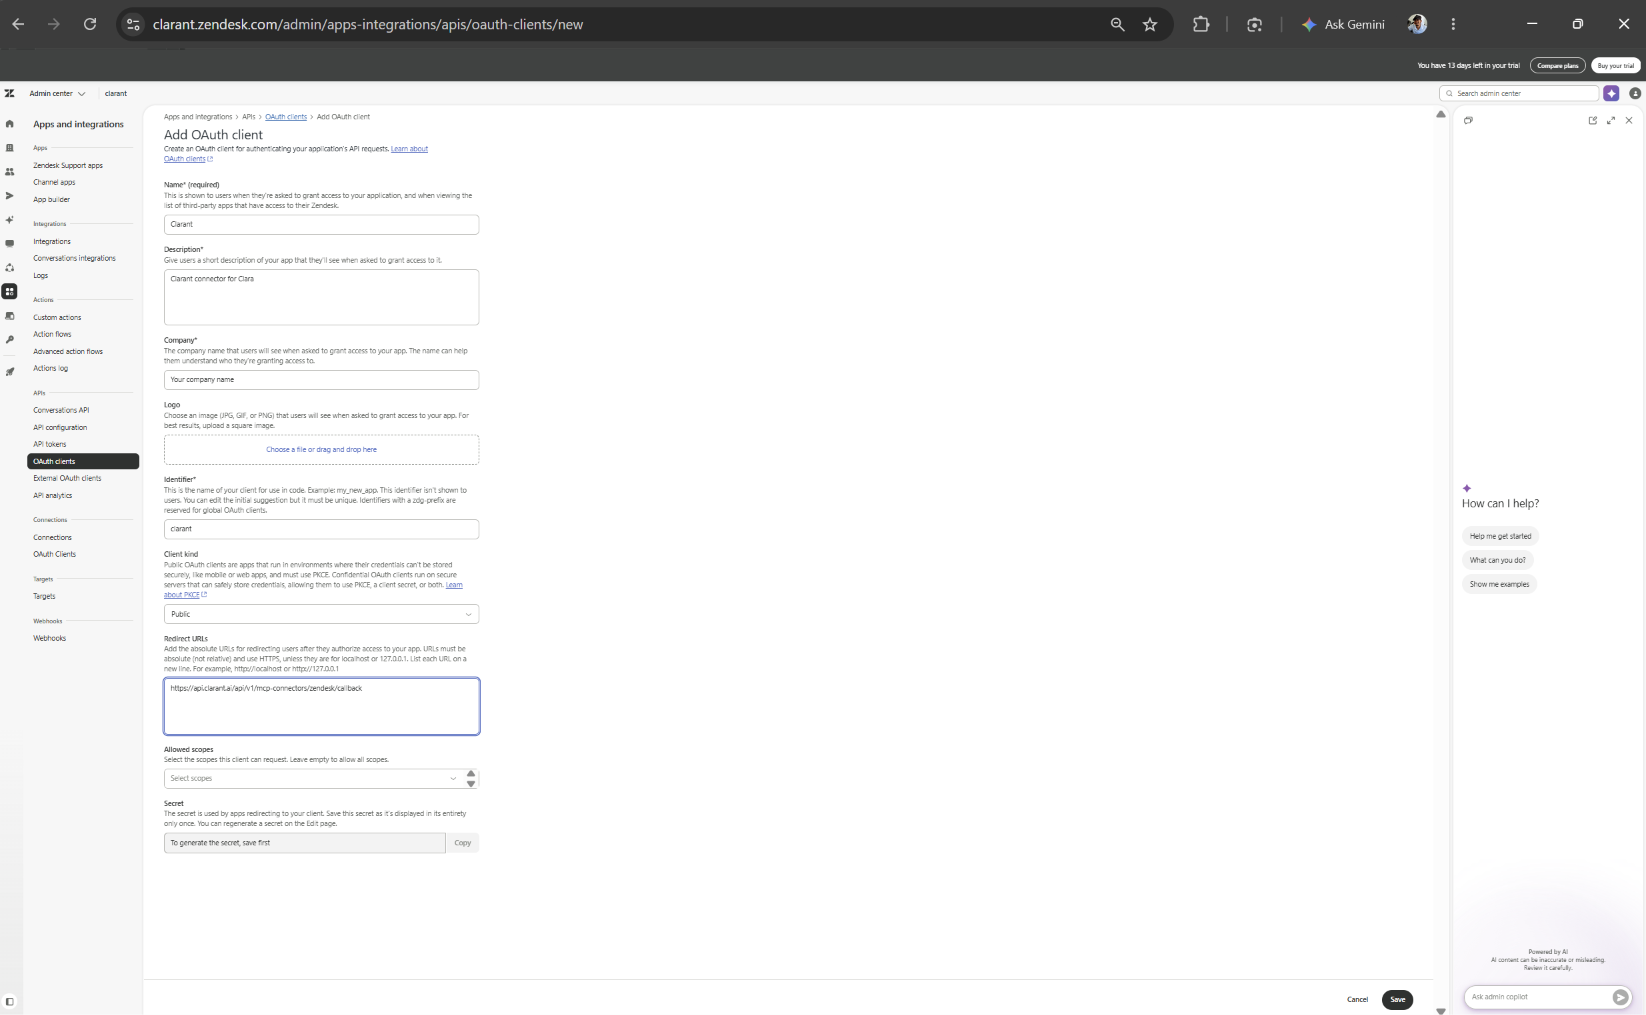 clarant.zendesk.com/admin/apps-integrations/apis/oauth-clients/new
Ask Gemini
You have 13 days left in your trial
Compare plans
Buy your trial
Admin center
clarant
Search admin center
Apps and integrations
Apps
Zendesk Support apps
Channel apps
App builder
Integrations
Integrations
Conversations integrations
Logs
Actions
Custom actions
Action flows
Advanced action flows
Actions log
APIs
Conversations API
API configuration
API tokens
OAuth clients
External OAuth clients
API analytics
Connections
Connections
OAuth Clients
Targets
Targets
Webhooks
Webhooks
Apps and Integrations > APIs > OAuth clients > Add OAuth client
Add OAuth client
Create an OAuth client for authenticating your application's API requests. Learn about
OAuth clients
Name* (required)
This is shown to users when they're asked to grant access to your application, and when viewing the
list of third-party apps that have access to their Zendesk.
Clarant
Description*
Give users a short description of your app that they'll see when asked to grant access to it.
Clarant connector for Clara
Company*
The company name that users will see when asked to grant access to your app. The name can help
them understand who they're granting access to.
Your company name
Logo
Choose an image (JPG, GIF, or PNG) that users will see when asked to grant access to your app. For
best results, upload a square image.
Choose a file or drag and drop here
Identifier*
This is the name of your client for use in code. Example: my_new_app. This identifier isn't shown to
users. You can edit the initial suggestion but it must be unique. Identifiers with a zdg-prefix are
reserved for global OAuth clients.
clarant
Client kind
Public OAuth clients are apps that run in environments where their credentials can't be stored
securely, like mobile or web apps, and must use PKCE. Confidential OAuth clients run on secure
servers that can safely store credentials, allowing them to use PKCE, a client secret, or both. Learn
about PKCE
Public
Redirect URLs
Add the absolute URLs for redirecting users after they authorize access to your app. URLs must be
absolute (not relative) and use HTTPS, unless they are for localhost or 127.0.0.1. List each URL on a
new line. For example, http://localhost or http://127.0.0.1
https://api.clarant.ai/api/v1/mcp-connectors/zendesk/callback
Allowed scopes
Select the scopes this client can request. Leave empty to allow all scopes.
Select scopes
Secret
The secret is used by apps redirecting to your client. Save this secret as it's displayed in its entirety
only once. You can regenerate a secret on the Edit page.
To generate the secret, save first
Copy
Cancel
Save
How can I help?
Help me get started
What can you do?
Show me examples
Powered by AI
AI content can be inaccurate or misleading.
Review it carefully.
Ask admin copilot